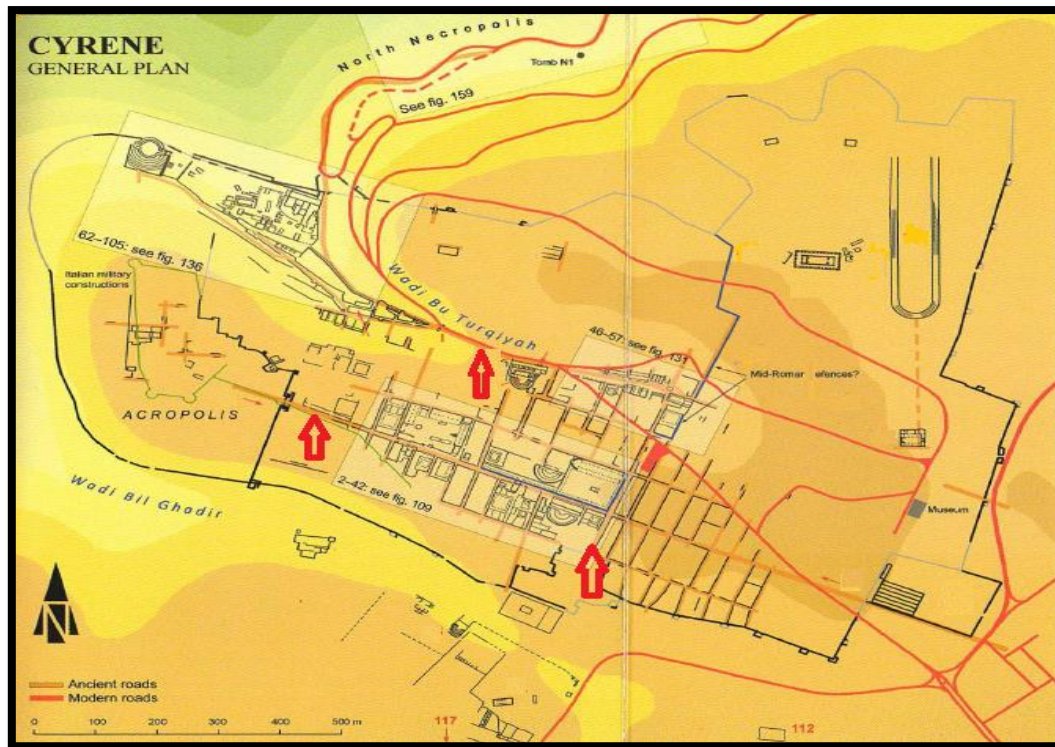 CYRENE
GENERAL PLAN
North Necropolis
Tomb N1
See fig. 159
62–105: see fig. 136
Italian military
constructions
Wadi Bu Turqiyah
46–57: see fig. 131
Mid-Roman efences?
ACROPOLIS
2–42: see fig. 109
Wadi Bil Ghadir
Museum
N
Ancient roads
Modern roads
0 100 200 300 400 500 m
117
112